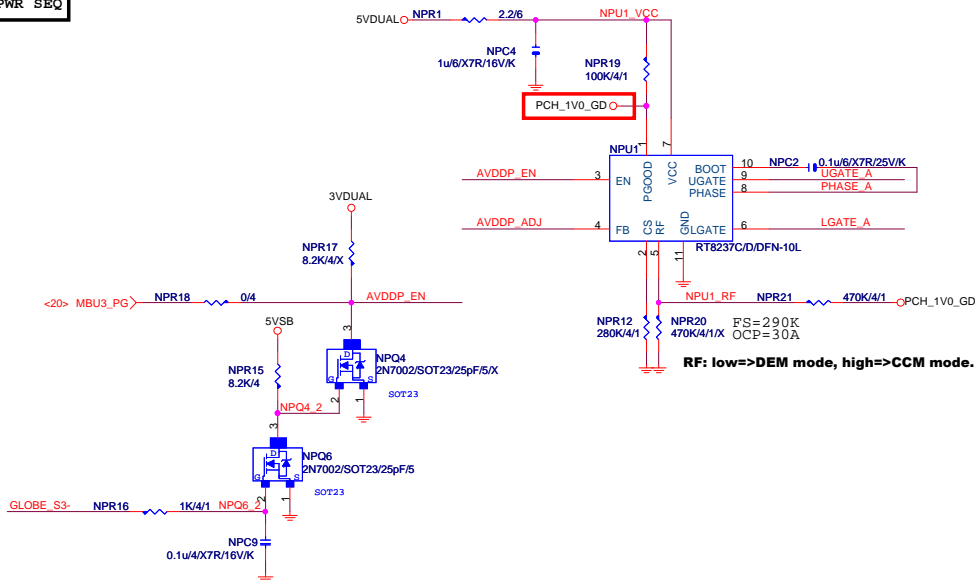 PWR SEQ
5VDUAL NPR1 2.2/6 NPU1_VCC
NPC4
1u/6/X7R/16V/K
NPR19
100K/4/1
PCH_1V0_GD
NPU1
1
7
AVDDP_EN 3 EN
PGOOD
VCC
BOOT 10 NPC2 0.1u/6/X7R/25V/K
UGATE 9 UGATE_A
PHASE 8 PHASE_A
AVDDP_ADJ 4 FB
CS
RF
GND
LGATE 6 LGATE_A
2
5
11
RT8237C/D/DFN-10L
3VDUAL
NPR17
8.2K/4/X
<20> MBU3_PG NPR18 0/4 AVDDP_EN
NPU1_RF NPR21 470K/4/1 PCH_1V0_GD
NPR12
280K/4/1
NPR20
470K/4/1/X
FS=290K
OCP=30A
RF: low=>DEM mode, high=>CCM mode.
5VSB
NPR15
8.2K/4
3
D
G
S
NPQ4
2N7002/SOT23/25pF/5/X
SOT23
2
1
NPQ4_2
3
D
G
S
NPQ6
2N7002/SOT23/25pF/5
SOT23
2
1
GLOBE_S3- NPR16 1K/4/1 NPQ6_2
NPC9
0.1u/4/X7R/16V/K